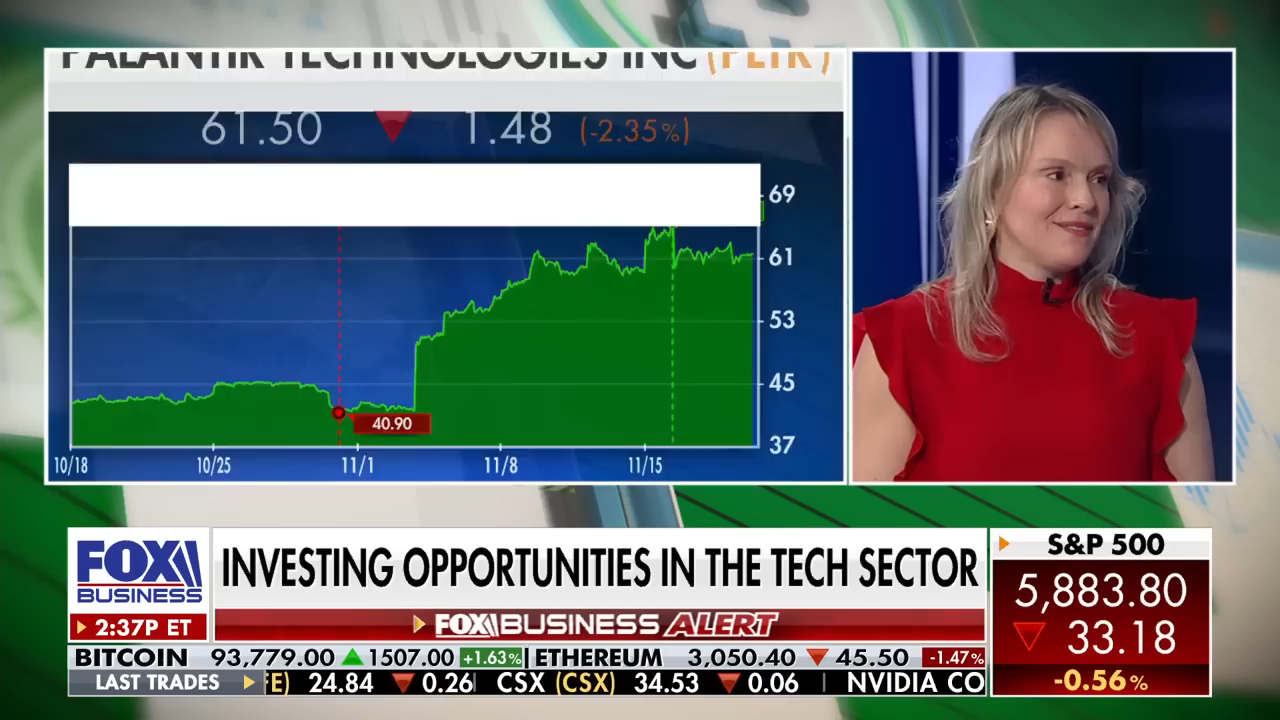 PALANTIR TECHNOLOGIES INC (PLTR)
61.50 ▼ 1.48 (-2.35%)
69
61
53
45
37
40.90
10/18 10/25 11/1 11/8 11/15
FOX BUSINESS
2:37P ET
INVESTING OPPORTUNITIES IN THE TECH SECTOR
FOX BUSINESS ALERT
S&P 500
5,883.80
▼ 33.18
-0.56%
BITCOIN 93,779.00 ▲ 1507.00 +1.63% ETHEREUM 3,050.40 ▼ 45.50 -1.47%
LAST TRADES E) 24.84 ▼ 0.26 CSX (CSX) 34.53 ▼ 0.06 NVIDIA CO